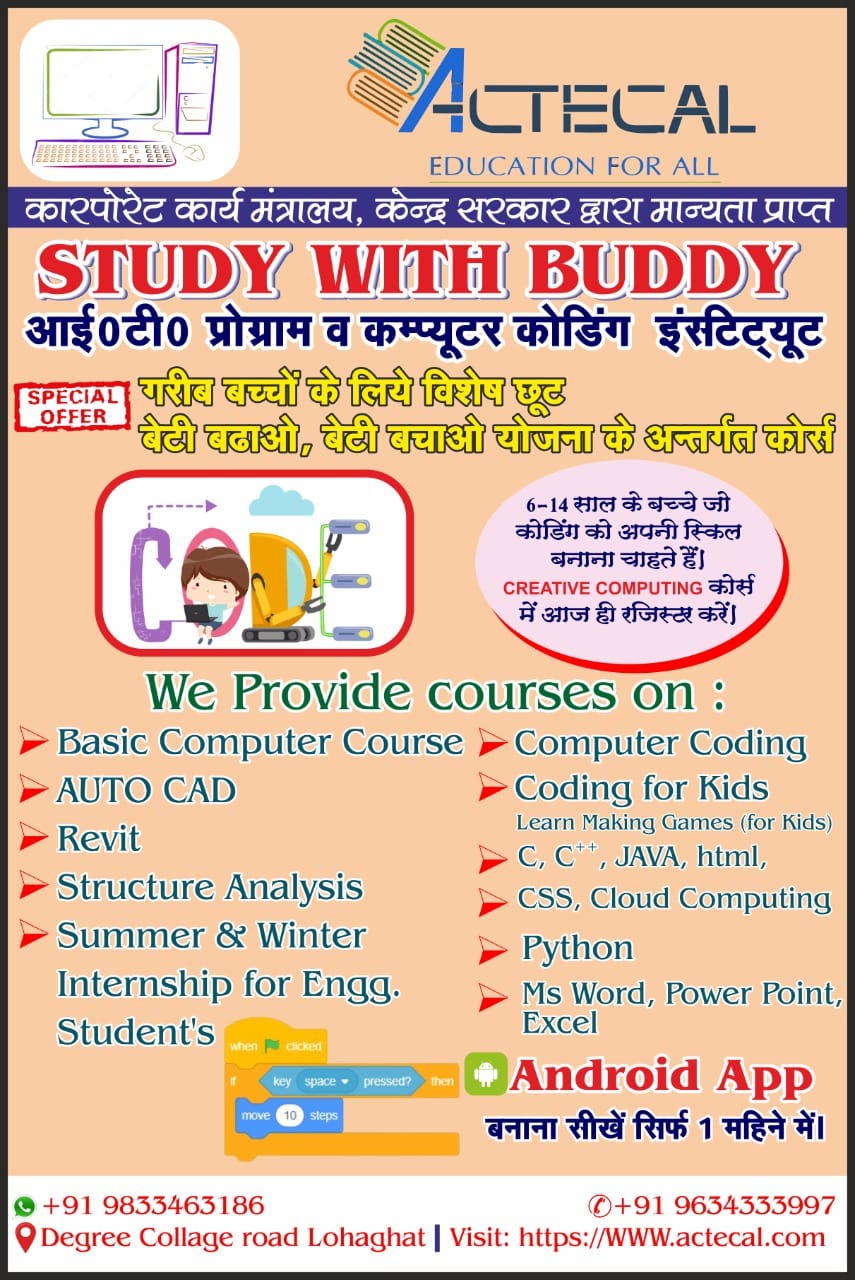 ACTECAL
EDUCATION FOR ALL
कारपोरेट कार्य मंत्रालय, केन्द्र सरकार द्वारा मान्यता प्राप्त
STUDY WITH BUDDY
आई0टी0 प्रोग्राम व कम्प्यूटर कोडिंग इंसटिट्यूट
SPECIAL
OFFER
गरीब बच्चों के लिये विशेष छूट
बेटी बढाओ, बेटी बचाओ योजना के अन्तर्गत कोर्स
CODE
6-14 साल के बच्चे जो
कोडिंग को अपनी स्किल
बनाना चाहते हैं।
CREATIVE COMPUTING कोर्स
में आज ही रजिस्टर करें।
We Provide courses on :
Basic Computer Course
AUTO CAD
Revit
Structure Analysis
Summer & Winter
Internship for Engg.
Student's
Computer Coding
Coding for Kids
Learn Making Games (for Kids)
C, C++, JAVA, html,
CSS, Cloud Computing
Python
Ms Word, Power Point,
Excel
when clicked
if key space pressed? then
move 10 steps
Android App
बनाना सीखें सिर्फ 1 महिने में।
+91 9833463186
+91 9634333997
Degree Collage road Lohaghat | Visit: https://WWW.actecal.com